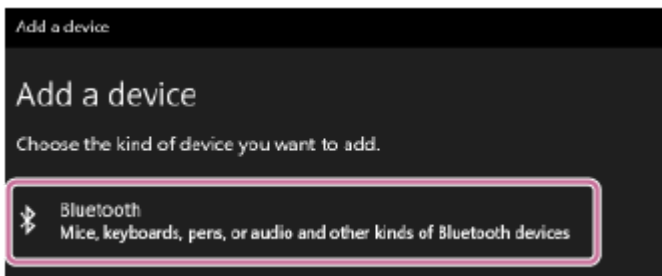 Add a device
Add a device
Choose the kind of device you want to add.
Bluetooth
Mice, keyboards, pens, or audio and other kinds of Bluetooth devices